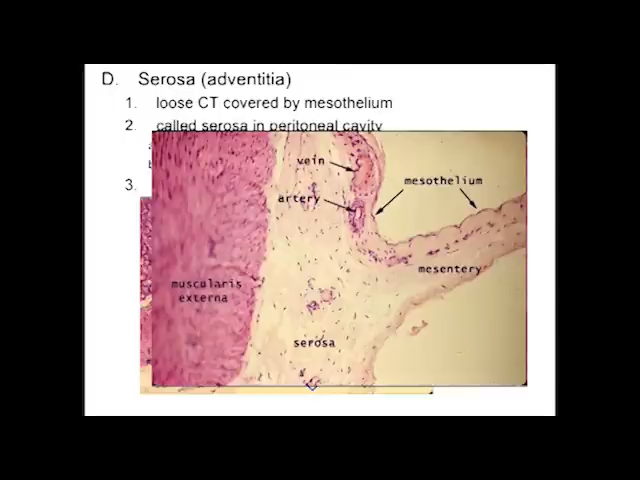 D. Serosa (adventitia)
1. loose CT covered by mesothelium
2. called serosa in peritoneal cavity
3.
vein
mesothelium
artery
mesentery
muscularis
externa
serosa